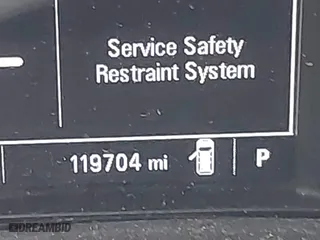 Service Safety
Restraint System
119704 mi
P
DREAMBID